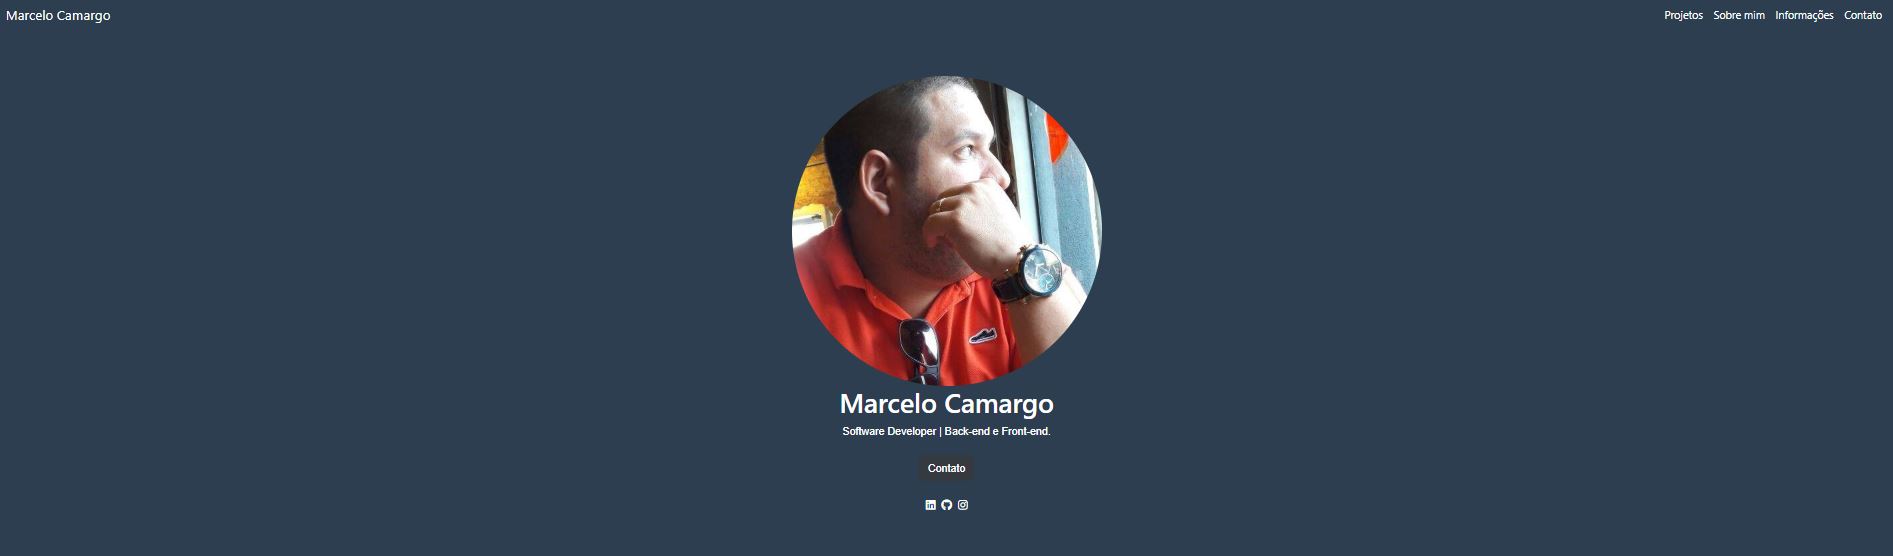 Marcelo Camargo
Projetos Sobre mim Informações Contato
Marcelo Camargo
Software Developer | Back-end e Front-end.
Contato